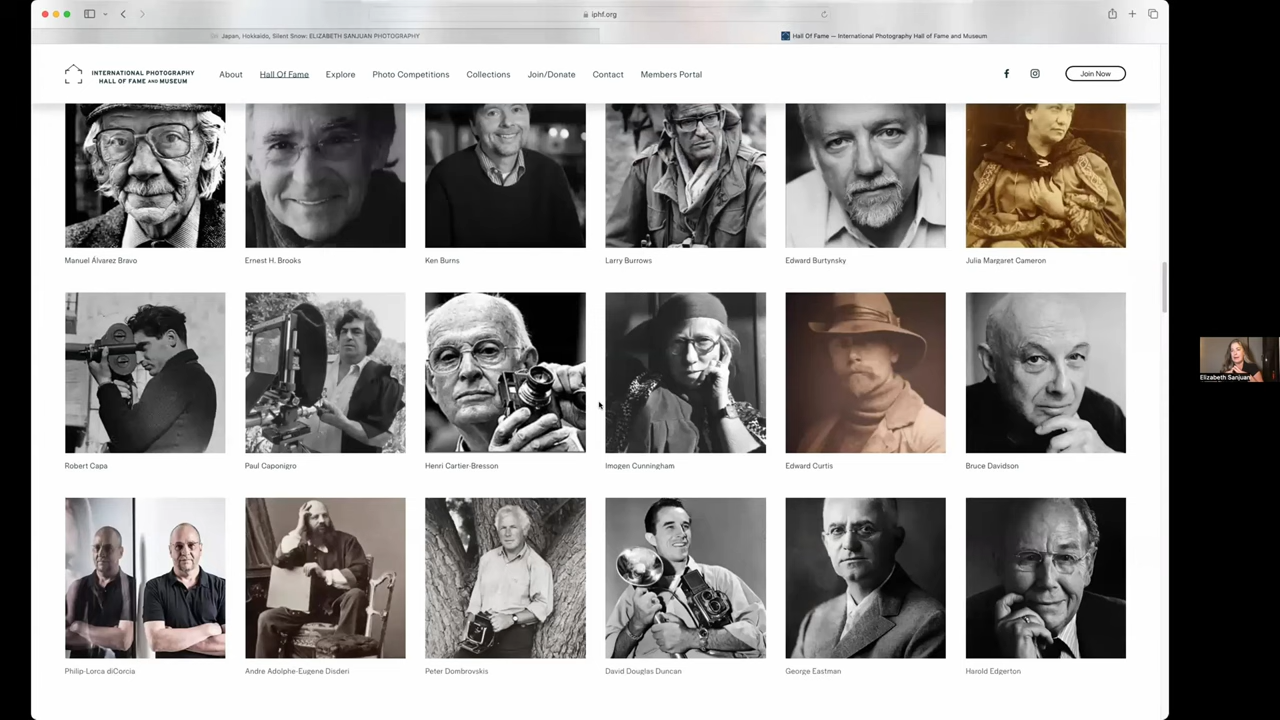 iphf.org
Japan, Hokkaido, Silent Snow: ELIZABETH SANJUAN PHOTOGRAPHY
Hall Of Fame — International Photography Hall of Fame and Museum
INTERNATIONAL PHOTOGRAPHY
HALL OF FAME AND MUSEUM
About
Hall Of Fame
Explore
Photo Competitions
Collections
Join/Donate
Contact
Members Portal
Join Now
Manuel Álvarez Bravo
Ernest H. Brooks
Ken Burns
Larry Burrows
Edward Burtynsky
Julia Margaret Cameron
Robert Capa
Paul Caponigro
Henri Cartier-Bresson
Imogen Cunningham
Edward Curtis
Bruce Davidson
Elizabeth Sanjuan
Philip-Lorca diCorcia
Andre Adolphe-Eugene Disderi
Peter Dombrovskis
David Douglas Duncan
George Eastman
Harold Edgerton